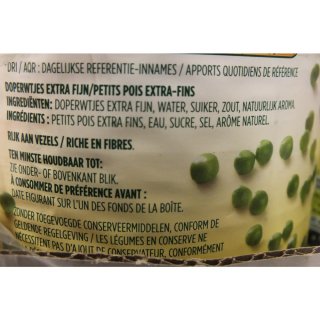 DRI / AQR : DAGELIJKSE REFERENTIE-INNAMES / APPORTS QUOTIDIENS DE RÉFÉRENCE
DOPERWTJES EXTRA FIJN/PETITS POIS EXTRA-FINS
INGREDIËNTEN: DOPERWTJES EXTRA FIJN, WATER, SUIKER, ZOUT, NATUURLIJK AROMA.
INGRÉDIENTS : PETITS POIS EXTRA FINS, EAU, SUCRE, SEL, ARÔME NATUREL.
RIJK AAN VEZELS / RICHE EN FIBRES.
TEN MINSTE HOUDBAAR TOT:
ZIE ONDER- OF BOVENKANT BLIK.
À CONSOMMER DE PRÉFÉRENCE AVANT :
DATE FIGURANT SUR L'UN DES FONDS DE LA BOÎTE.
ZONDER TOEGEVOEGDE CONSERVEERMIDDELEN, CONFORM DE
GELDENDE REGELGEVING / LES LÉGUMES EN CONSERVE NE
NÉCESSITENT PAS D'AJOUT DE CONSERVATEUR, CONFORMÉMENT